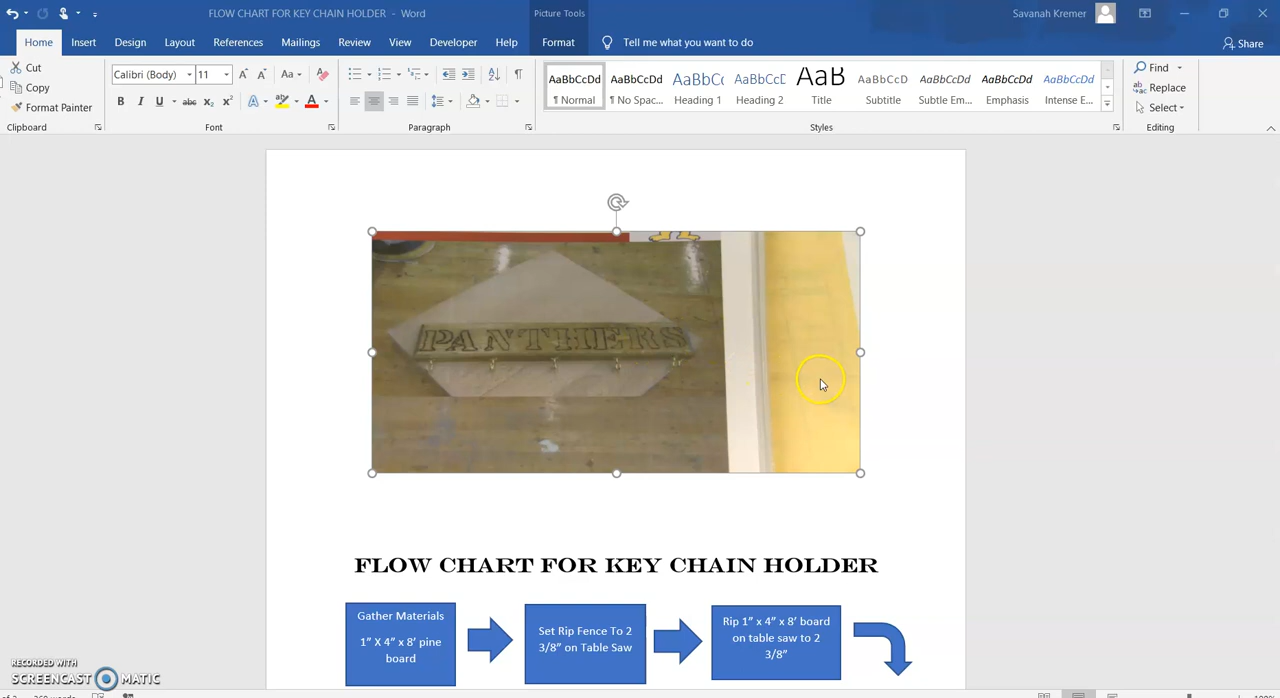 FLOW CHART FOR KEY CHAIN HOLDER - Word
Picture Tools
Savanah Kremer
Home
Insert
Design
Layout
References
Mailings
Review
View
Developer
Help
Format
Tell me what you want to do
Share
Cut
Copy
Format Painter
Clipboard
Calibri (Body)
11
Aa
B I U abc X2 X2 A A
Font
Paragraph
AaBbCcDd
¶ Normal
AaBbCcDd
¶ No Spac...
AaBbC(
Heading 1
AaBbCcE
Heading 2
AaB
Title
AaBbCcD
Subtitle
AaBbCcDd
Subtle Em...
AaBbCcDd
Emphasis
AaBbCcDd
Intense E...
Styles
Find
Replace
Select
Editing
PANTHERS
FLOW CHART FOR KEY CHAIN HOLDER
Gather Materials
1” X 4” x 8’ pine
board
Set Rip Fence To 2
3/8” on Table Saw
Rip 1” x 4” x 8’ board
on table saw to 2
3/8”
RECORDED WITH
SCREENCAST MATIC